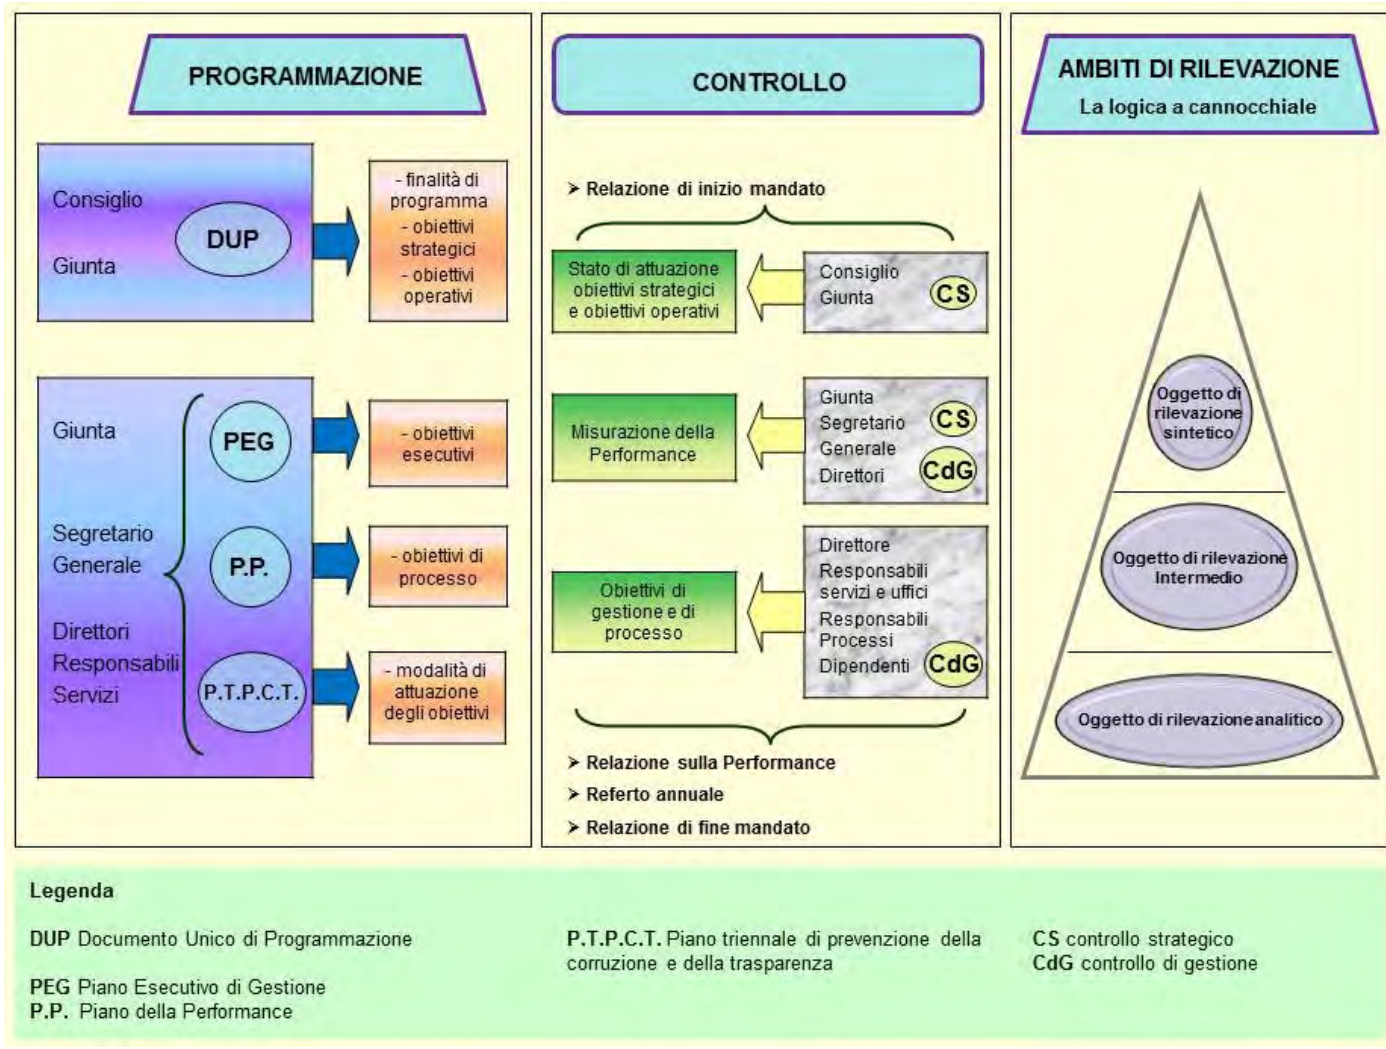 PROGRAMMAZIONE
Consiglio
Giunta
DUP
- finalità di
programma
- obiettivi
strategici
- obiettivi
operativi
Giunta
Segretario
Generale
Direttori
Responsabili
Servizi
PEG
P.P.
P.T.P.C.T.
- obiettivi
esecutivi
- obiettivi di
processo
- modalità di
attuazione
degli obiettivi
CONTROLLO
➢ Relazione di inizio mandato
Stato di attuazione
obiettivi strategici
e obiettivi operativi
Consiglio
Giunta
CS
Misurazione della
Performance
Giunta
Segretario
Generale
Direttori
CS
CdG
Obiettivi di
gestione e di
processo
Direttore
Responsabili
servizi e uffici
Responsabili
Processi
Dipendenti
CdG
➢ Relazione sulla Performance
➢ Referto annuale
➢ Relazione di fine mandato
AMBITI DI RILEVAZIONE
La logica a cannocchiale
Oggetto di
rilevazione
sintetico
Oggetto di rilevazione
Intermedio
Oggetto di rilevazione analitico
Legenda
DUP Documento Unico di Programmazione
PEG Piano Esecutivo di Gestione
P.P. Piano della Performance
P.T.P.C.T. Piano triennale di prevenzione della
corruzione e della trasparenza
CS controllo strategico
CdG controllo di gestione